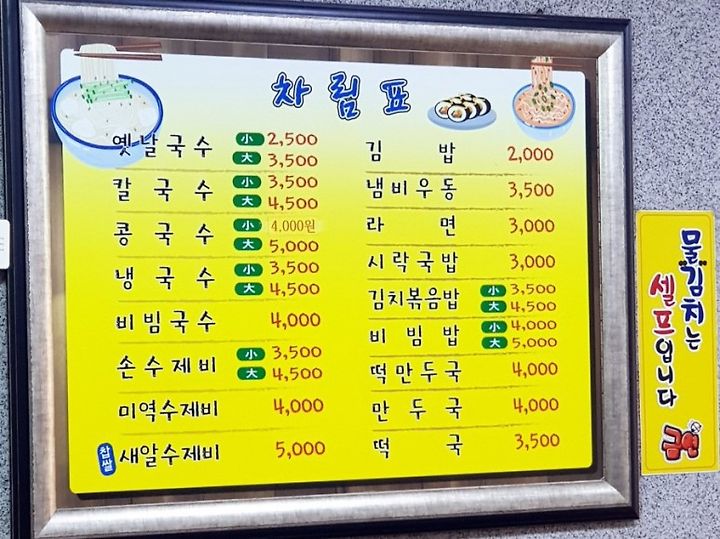 차림표
옛날국수 小 2,500
大 3,500
칼국수 小 3,500
大 4,500
콩국수 小 4,000원
大 5,000
냉국수 小 3,500
大 4,500
비빔국수 4,000
손수제비 小 3,500
大 4,500
미역수제비 4,000
찹쌀 새알수제비 5,000
김밥 2,000
냄비우동 3,500
라면 3,000
시락국밥 3,000
김치볶음밥 小 3,500
大 4,500
비빔밥 小 4,000
大 5,000
떡만두국 4,000
만두국 4,000
떡국 3,500
물김치는
셀프입니다
금연